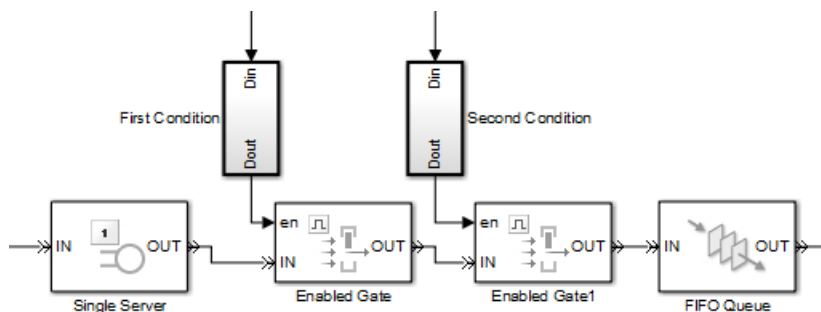 Din
First Condition
Dout
Din
Second Condition
Dout
IN
1
OUT
Single Server
en
IN
OUT
Enabled Gate
en
IN
OUT
Enabled Gate1
IN
OUT
FIFO Queue